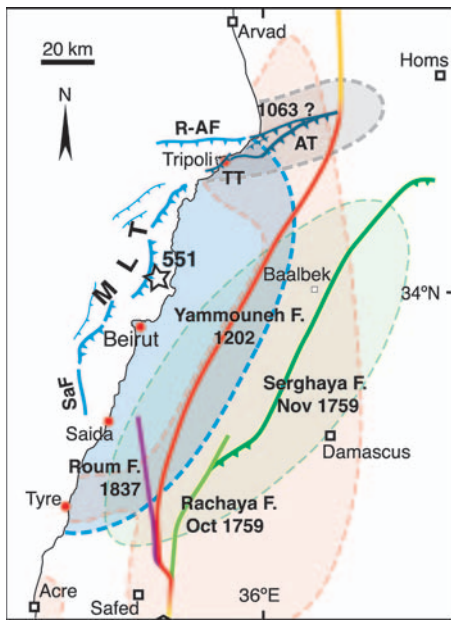 Arvad
20 km
Homs
N
1063 ?
R-AF
AT
Tripoli
TT
M L T
551
Baalbek
34°N
Yammouneh F.
1202
Beirut
SaF
Serghaya F.
Nov 1759
Saida
Damascus
Roum F.
1837
Rachaya F.
Oct 1759
Tyre
Acre
Safed
36°E